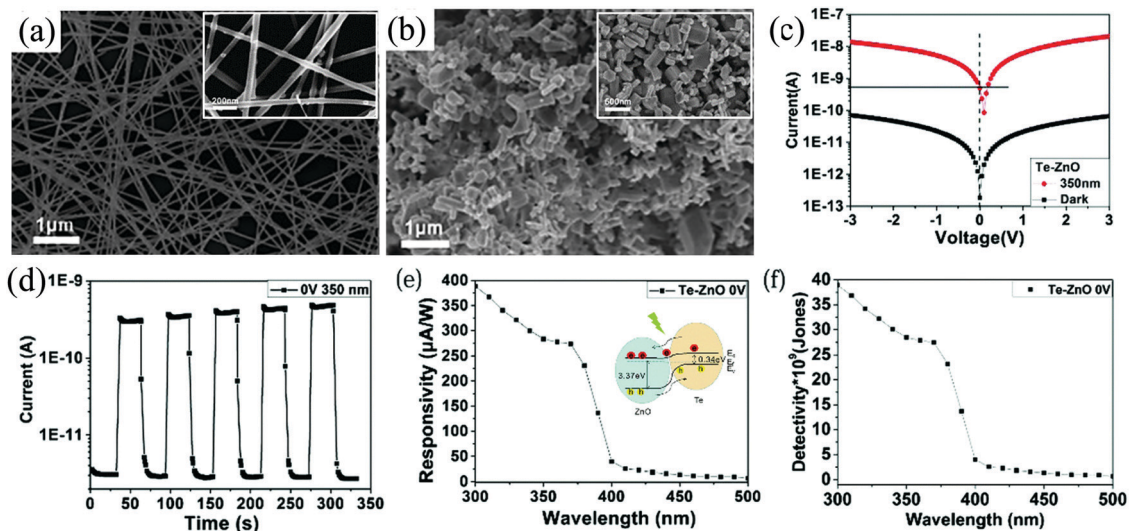 (a)
200nm
1μm
(b)
500nm
1μm
(c)
Current(A)
1E-7
1E-8
1E-9
1E-10
1E-11
1E-12
1E-13
Te-ZnO
350nm
Dark
-3 -2 -1 0 1 2 3
Voltage(V)
(d)
Current (A)
1E-9
1E-10
1E-11
0V 350 nm
0 50 100 150 200 250 300 350
Time (s)
(e)
Responsivity (μA/W)
400
350
300
250
200
150
100
50
0
Te-ZnO 0V
3.37eV
0.34eV
h h
h h
ZnO
Te
300 350 400 450 500
Wavelength (nm)
(f)
Detectivity*10⁹(Jones)
40
35
30
25
20
15
10
5
0
Te-ZnO 0V
300 350 400 450 500
Wavelength (nm)